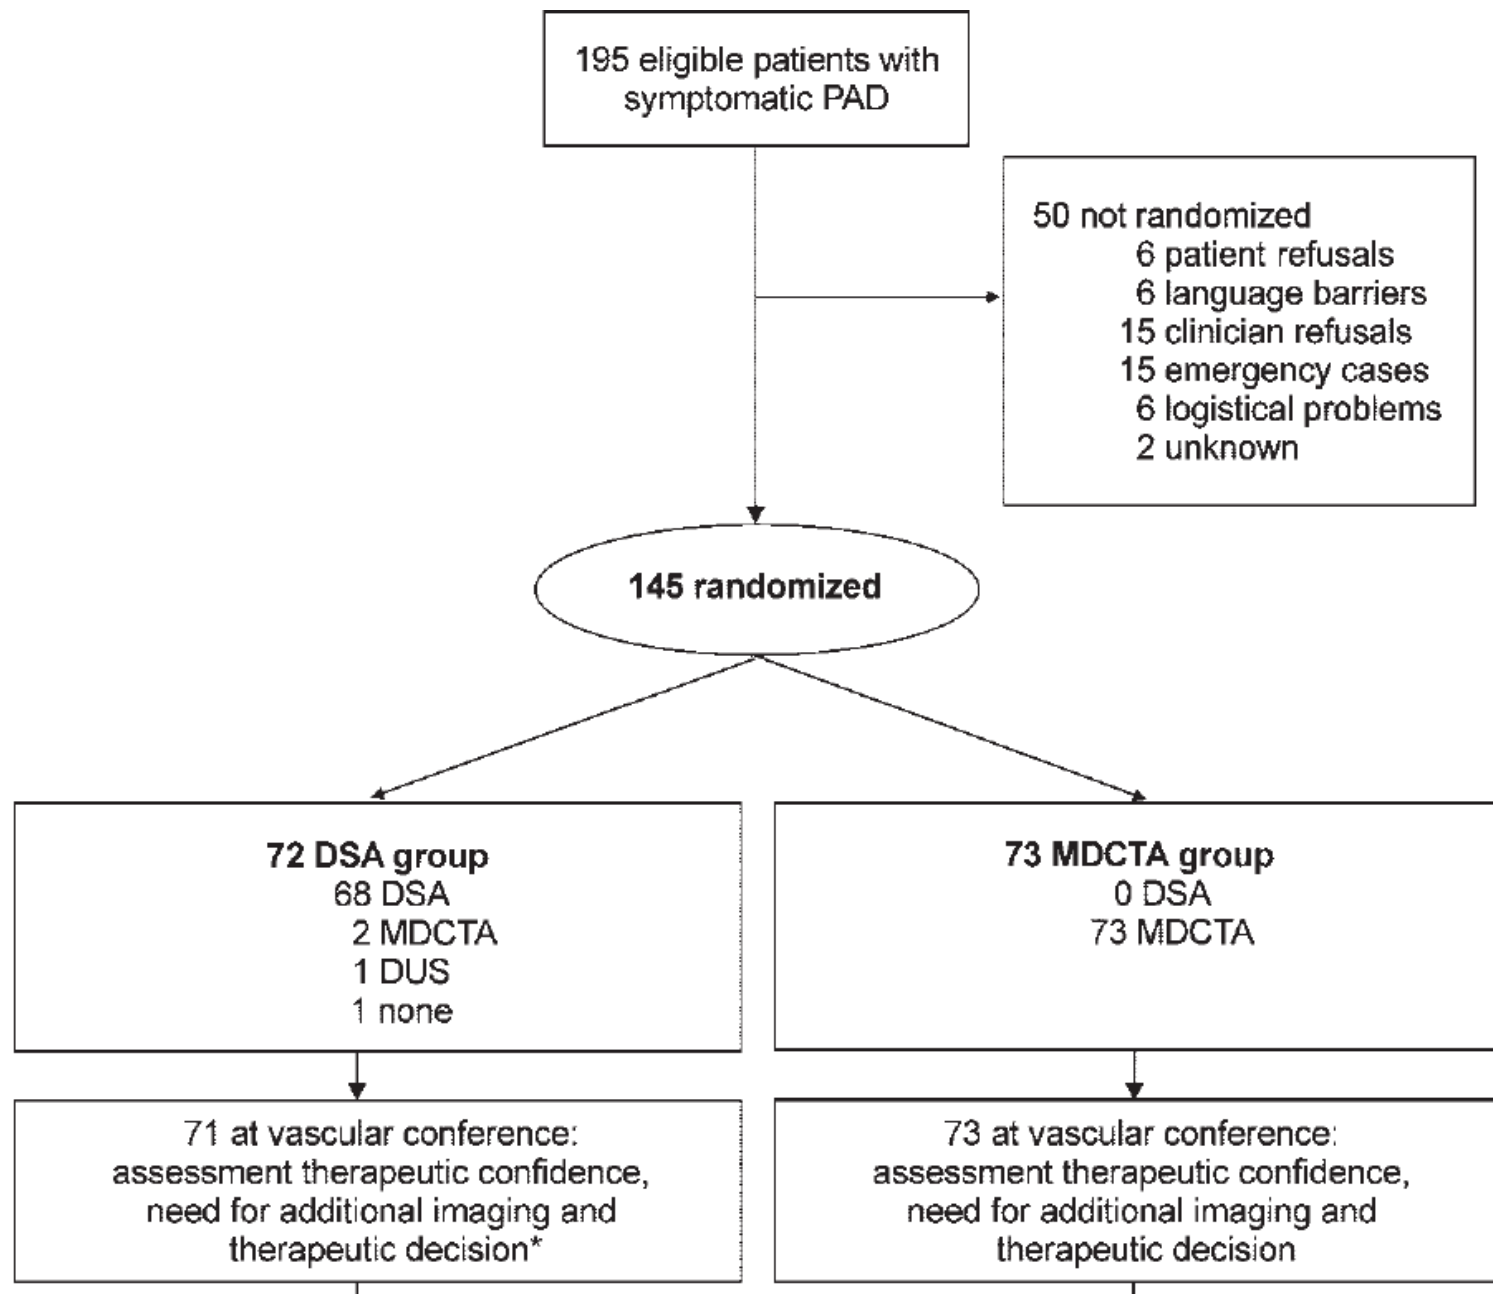 195 eligible patients with
symptomatic PAD
50 not randomized
6 patient refusals
6 language barriers
15 clinician refusals
15 emergency cases
6 logistical problems
2 unknown
145 randomized
72 DSA group
68 DSA
2 MDCTA
1 DUS
1 none
73 MDCTA group
0 DSA
73 MDCTA
71 at vascular conference:
assessment therapeutic confidence,
need for additional imaging and
therapeutic decision*
73 at vascular conference:
assessment therapeutic confidence,
need for additional imaging and
therapeutic decision